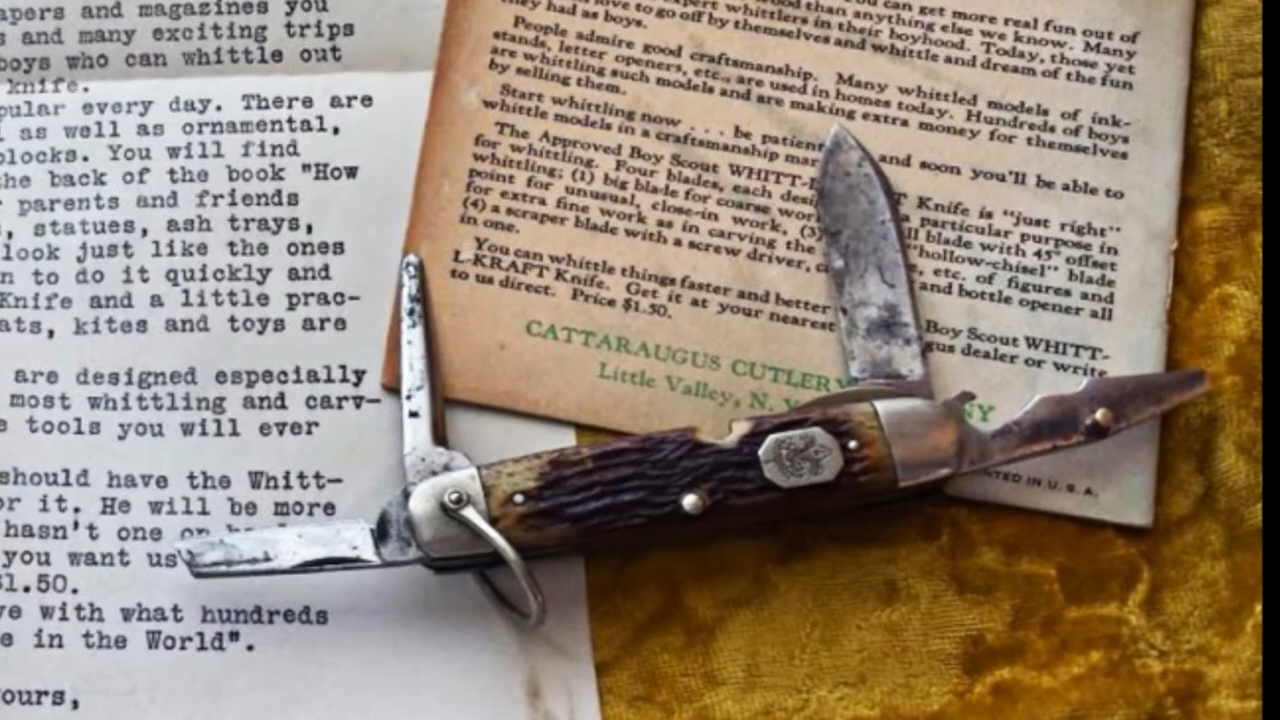 apers and magazines you
s and many exciting trips
boys who can whittle out
knife.
pular every day. There are
as well as ornamental,
blocks. You will find
the back of the book "How
parents and friends
, statues, ash trays,
look just like the ones
n to do it quickly and
Knife and a little prac-
ats, kites and toys are
are designed especially
most whittling and carv-
e tools you will ever
should have the Whitt-
or it. He will be more
hasn't one on
you want us
$1.50.
ve with what hundreds
e in the World".
yours,
You can get more real fun out of
than anything else we know. Many
expert whittlers in their boyhood. Today, those yet
love to go off by themselves and whittle and dream of the fun
they had as boys.
People admire good craftsmanship. Many whittled models of ink-
stands, letter openers, etc., are used in homes today. Hundreds of boys
are whittling such models and are making extra money for themselves
by selling them.
Start whittling now . . . be patient and soon you'll be able to
whittle models in a craftsmanship
The Approved Boy Scout WHITT- Knife is "just right"
for whittling. Four blades, each a particular purpose in
whittling; (1) big blade for coarse blade with 45° offset
point for unusual, close-in work, (3) "hollow-chisel" blade
for extra fine work as in carving the , etc. of figures and
(4) a scraper blade with a screw driver, and bottle opener all
in one.
You can whittle things faster and better Boy Scout WHITT-
L-KRAFT Knife. Get it at your nearest dealer or write
to us direct. Price $1.50.
CATTARAUGUS CUTLERY NY
Little Valley, N. Y.
IN U. S. A.